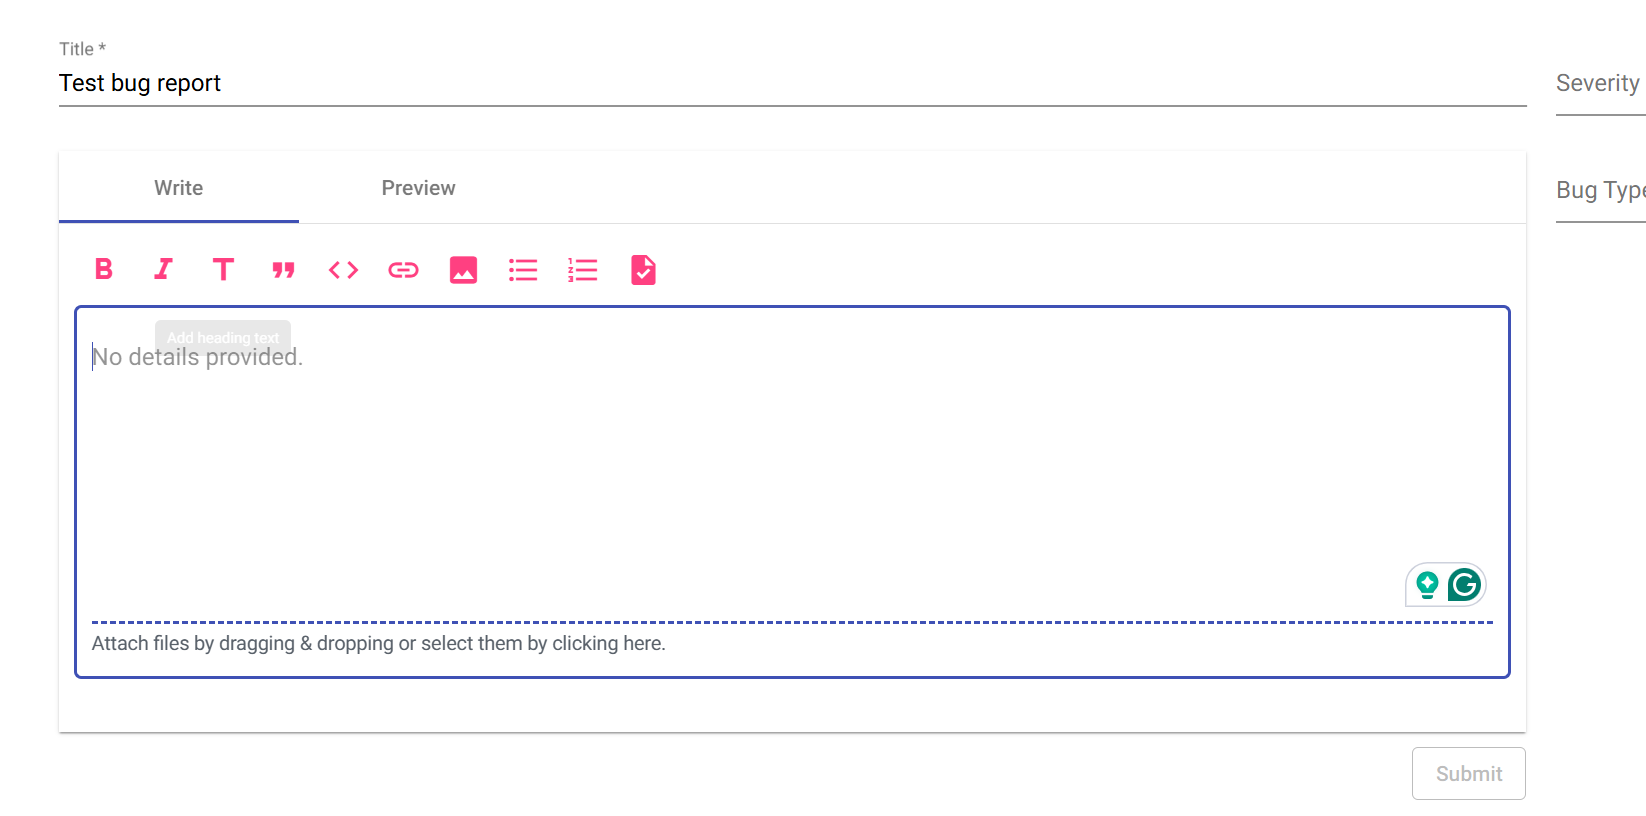 Title *
Test bug report
Severity
Write
Preview
Bug Type
Add heading text
No details provided.
Attach files by dragging & dropping or select them by clicking here.
Submit